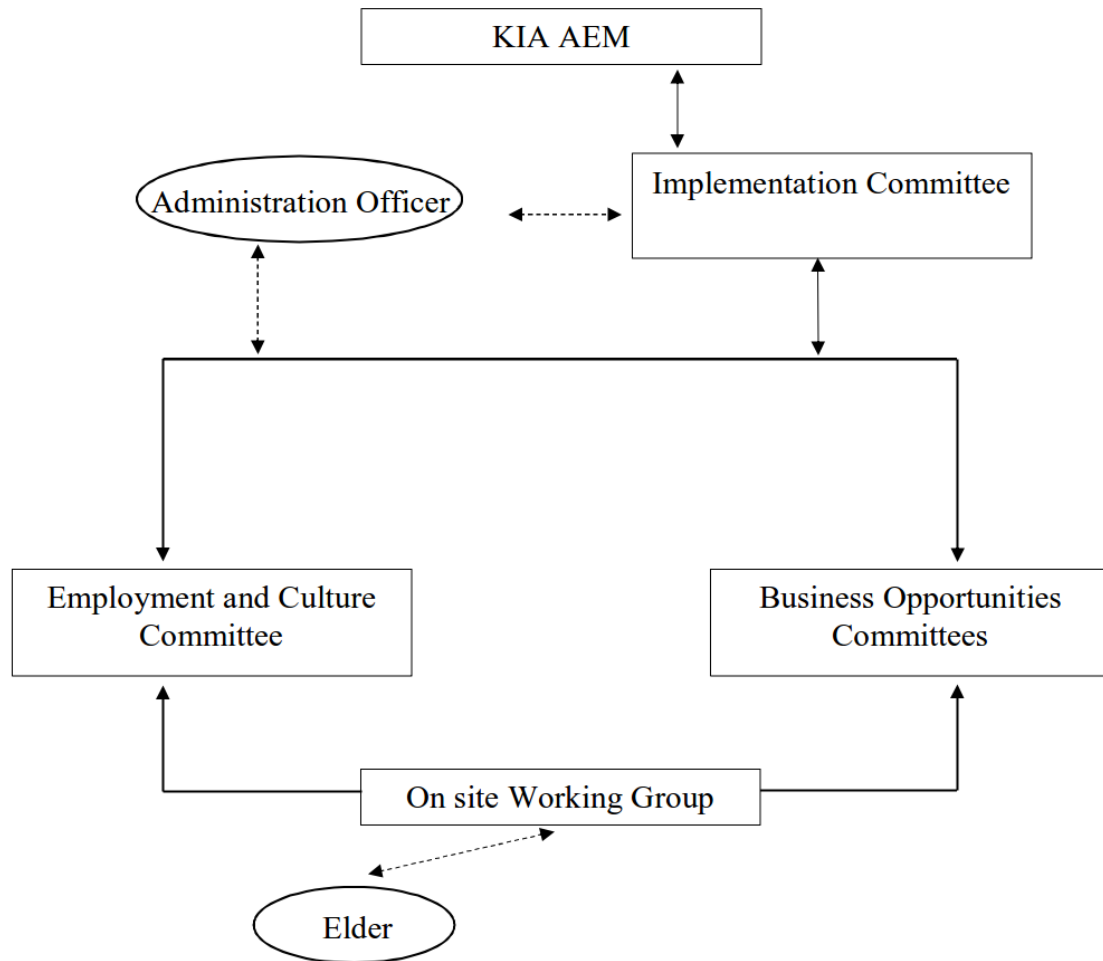 KIA AEM
Implementation Committee
Administration Officer
Employment and Culture
Committee
Business Opportunities
Committees
On site Working Group
Elder